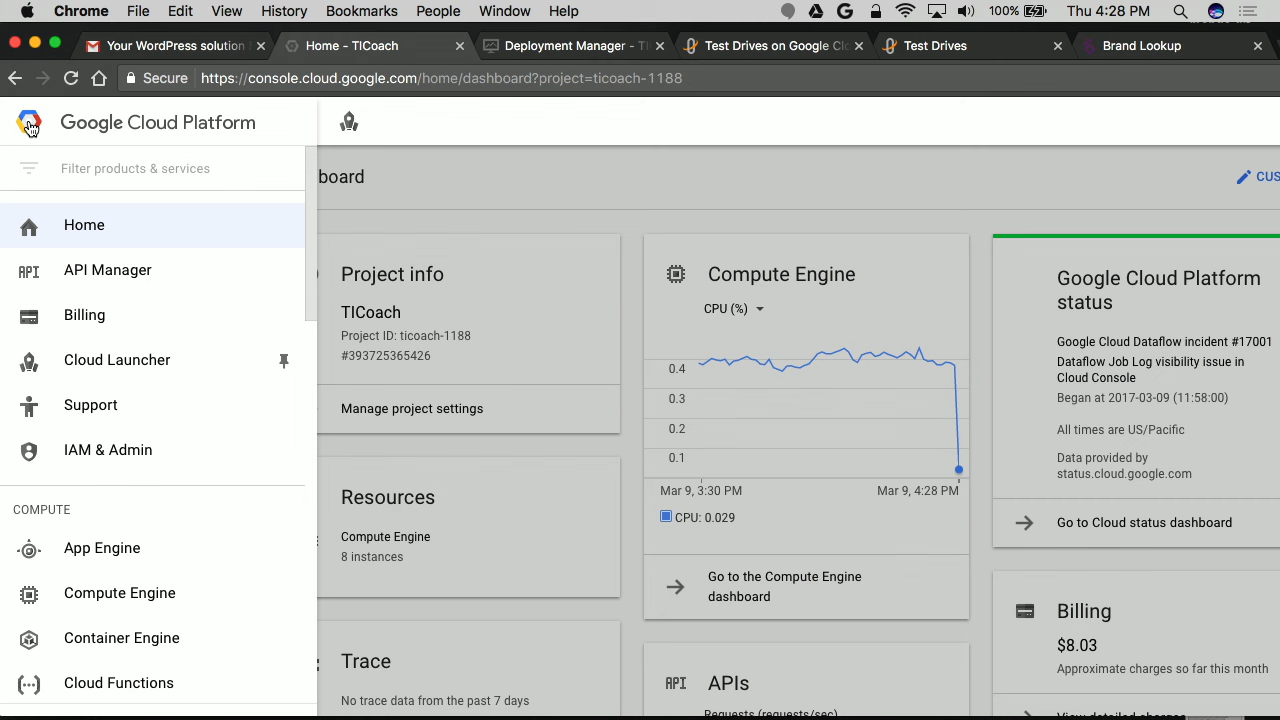 Chrome File Edit View History Bookmarks People Window Help 100% Thu 4:28 PM
Your WordPress solution Home - TICoach Deployment Manager - Test Drives on Google Test Drives Brand Lookup
Secure https://console.cloud.google.com/home/dashboard?project=ticoach-1188
Google Cloud Platform
Filter products & services
Home
API API Manager
Billing
Cloud Launcher
Support
IAM & Admin
COMPUTE
App Engine
Compute Engine
Container Engine
Cloud Functions
board
Project info
TICoach
Project ID: ticoach-1188
#393725365426
Manage project settings
Resources
Compute Engine
8 instances
Trace
No trace data from the past 7 days
Compute Engine
CPU (%)
0.4
0.3
0.2
0.1
Mar 9, 3:30 PM Mar 9, 4:28 PM
CPU: 0.029
Go to the Compute Engine
dashboard
API APIs
Requests (requests/sec)
CUS
Google Cloud Platform
status
Google Cloud Dataflow incident #17001
Dataflow Job Log visibility issue in
Cloud Console
Began at 2017-03-09 (11:58:00)
All times are US/Pacific
Data provided by
status.cloud.google.com
Go to Cloud status dashboard
Billing
$8.03
Approximate charges so far this month
View detailed charges